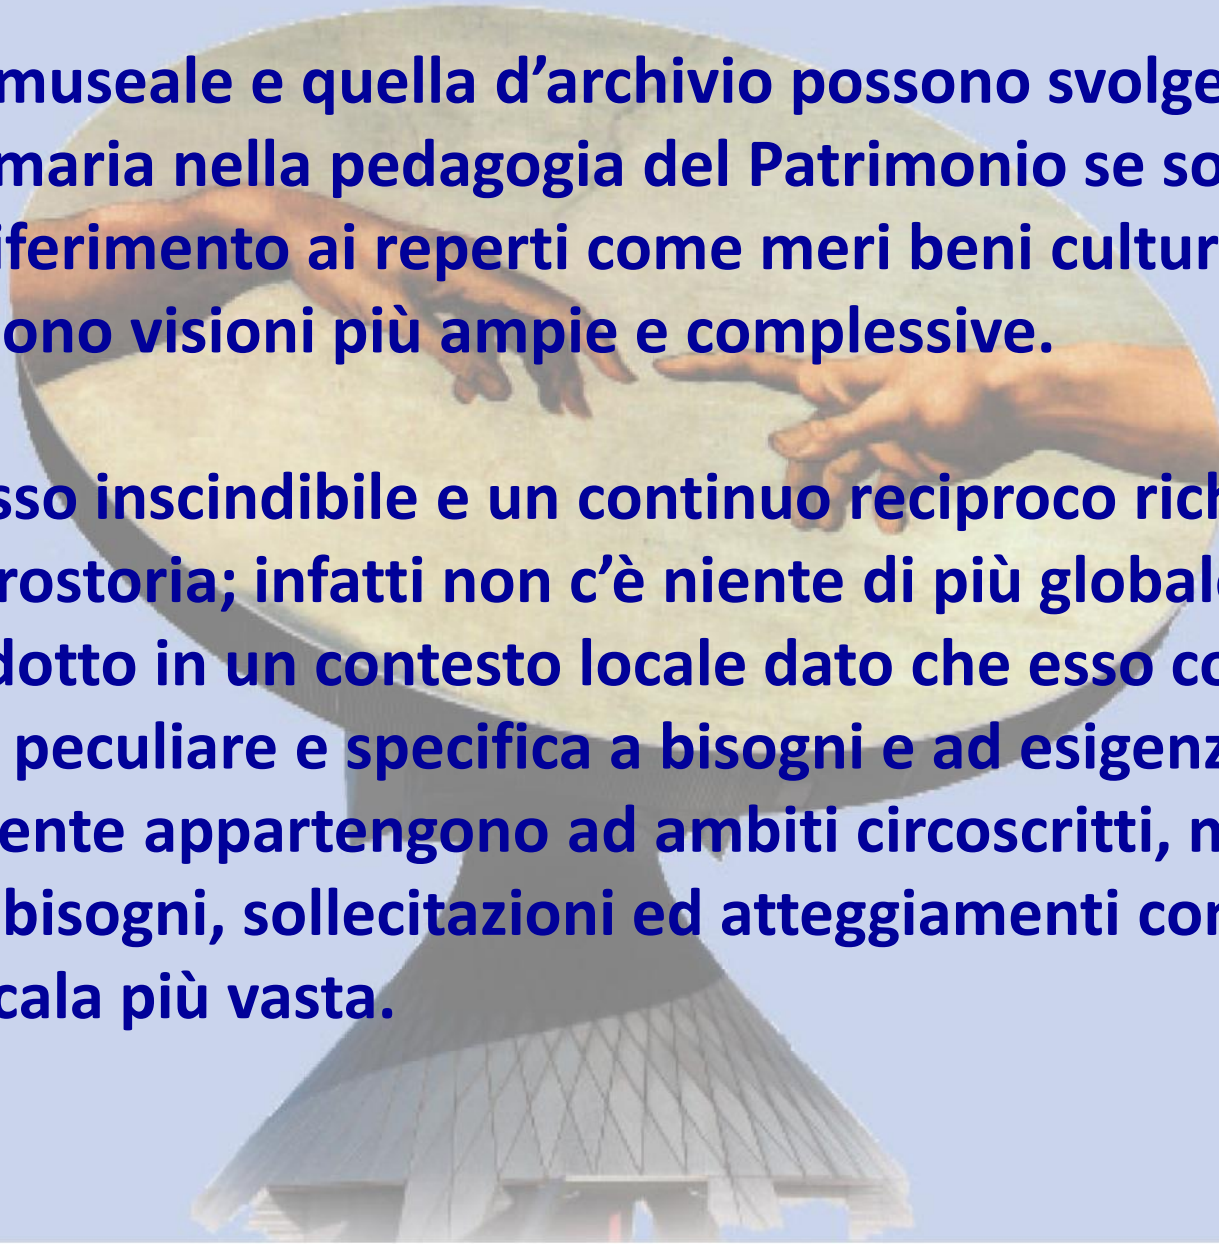 museale e quella d’archivio possono svolge
maria nella pedagogia del Patrimonio se so
iferimento ai reperti come meri beni cultur
ono visioni più ampie e complessive.
sso inscindibile e un continuo reciproco rich
rostoria; infatti non c’è niente di più globale
dotto in un contesto locale dato che esso co
peculiare e specifica a bisogni e ad esigenz
ente appartengono ad ambiti circoscritti, n
bisogni, sollecitazioni ed atteggiamenti con
cala più vasta.